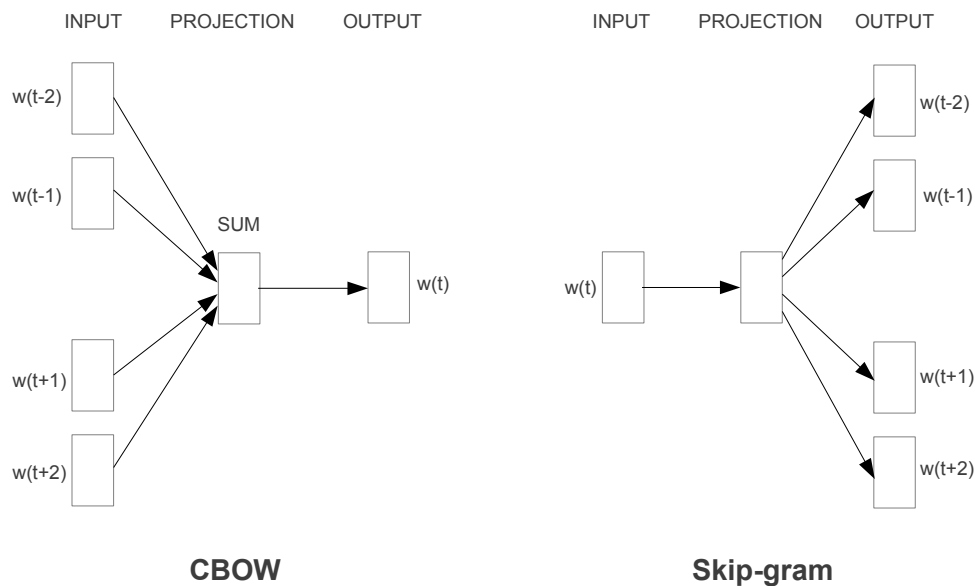 INPUT PROJECTION OUTPUT
w(t-2)
w(t-1)
SUM
w(t)
w(t+1)
w(t+2)
CBOW
INPUT PROJECTION OUTPUT
w(t-2)
w(t-1)
w(t)
w(t+1)
w(t+2)
Skip-gram